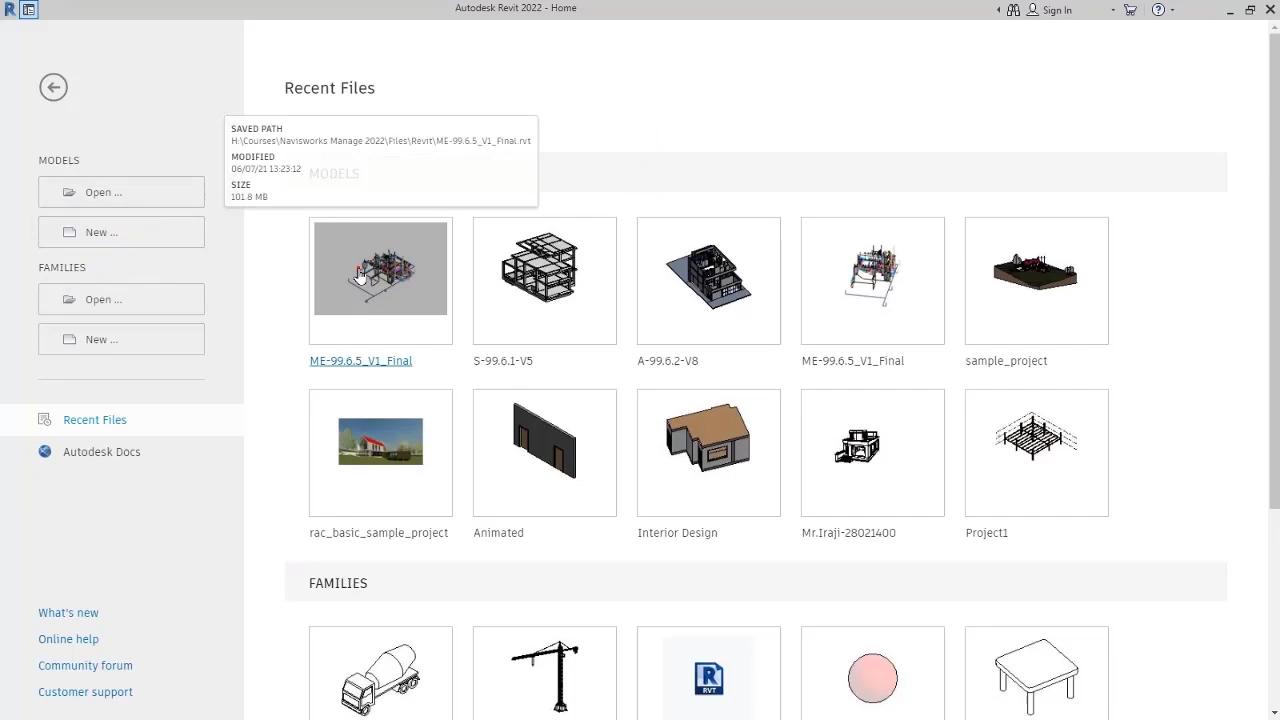 Autodesk Revit 2022 - Home
Sign In
Recent Files
SAVED PATH
H:\Courses\Navisworks Manage 2022\Files\Revit\ME-99.6.5_V1_Final.rvt
MODIFIED
06/07/21 13:23:12
SIZE
101.8 MB
MODELS
Open ...
New ...
FAMILIES
Open ...
New ...
Recent Files
Autodesk Docs
What's new
Online help
Community forum
Customer support
MODELS
ME-99.6.5_V1_Final
S-99.6.1-V5
A-99.6.2-V8
ME-99.6.5_V1_Final
sample_project
rac_basic_sample_project
Animated
Interior Design
Mr.Iraji-28021400
Project1
FAMILIES
R
RVT